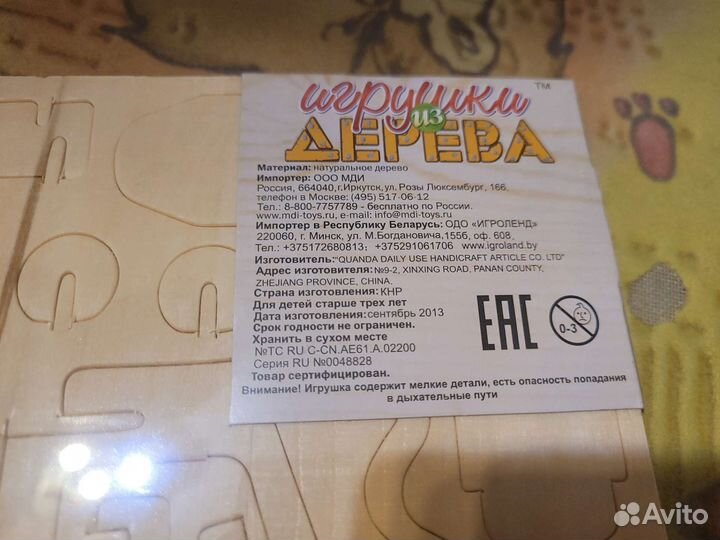 игрушки ™
из
ДЕРЕВА
Материал: натуральное дерево
Импортер: ООО МДИ
Россия, 664040, г.Иркутск, ул. Розы Люксембург, 166.
телефон в Москве: (495) 517-06-12
Тел.: 8-800-7757789 - бесплатно по России.
www.mdi-toys.ru, e-mail: info@mdi-toys.ru
Импортер в Республику Беларусь: ОДО «ИГРОЛЕНД»
220060, г. Минск, ул. М.Богдановича,155б, оф. 608
Тел.: +375172680813; +375291061706 www.igroland.by
Изготовитель:"QUANDA DAILY USE HANDICRAFT ARTICLE CO. LTD"
Адрес изготовителя: №9-2, XINXING ROAD, PANAN COUNTY,
ZHEJIANG PROVINCE, CHINA.
Страна изготовления: КНР
Для детей старше трех лет
Дата изготовления: сентябрь 2013
Срок годности не ограничен.
Хранить в сухом месте
№ТС RU C-CN.AE61.A.02200
Серия RU №0048828
Товар сертифицирован.
EAC
0-3
Внимание! Игрушка содержит мелкие детали, есть опасность попадания
в дыхательные пути
Avito